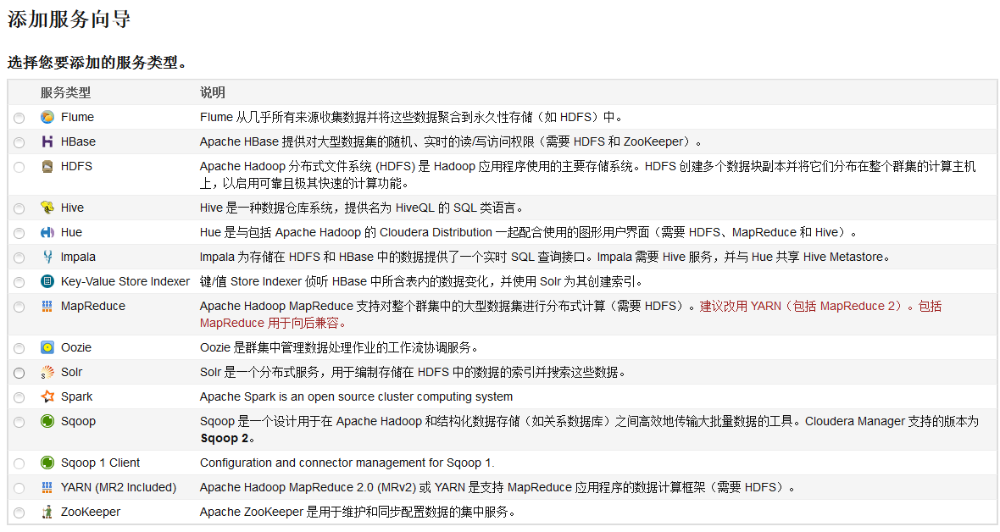 添加服务向导
选择您要添加的服务类型。
服务类型 说明
Flume Flume 从几乎所有来源收集数据并将这些数据聚合到永久性存储（如 HDFS）中。
HBase Apache HBase 提供对大型数据集的随机、实时的读/写访问权限（需要 HDFS 和 ZooKeeper）。
HDFS Apache Hadoop 分布式文件系统 (HDFS) 是 Hadoop 应用程序使用的主要存储系统。HDFS 创建多个数据块副本并将它们分布在整个群集的计算主机
上，以启用可靠且极其快速的计算功能。
Hive Hive 是一种数据仓库系统，提供名为 HiveQL 的 SQL 类语言。
Hue Hue 是与包括 Apache Hadoop 的 Cloudera Distribution 一起配合使用的图形用户界面（需要 HDFS、MapReduce 和 Hive）。
Impala Impala 为存储在 HDFS 和 HBase 中的数据提供了一个实时 SQL 查询接口。Impala 需要 Hive 服务，并与 Hue 共享 Hive Metastore。
Key-Value Store Indexer 键/值 Store Indexer 侦听 HBase 中所含表内的数据变化，并使用 Solr 为其创建索引。
MapReduce Apache Hadoop MapReduce 支持对整个群集中的大型数据集进行分布式计算（需要 HDFS）。建议改用 YARN（包括 MapReduce 2）。包括
MapReduce 用于向后兼容。
Oozie Oozie 是群集中管理数据处理作业的工作流协调服务。
Solr Solr 是一个分布式服务，用于编制存储在 HDFS 中的数据的索引并搜索这些数据。
Spark Apache Spark is an open source cluster computing system
Sqoop Sqoop 是一个设计用于在 Apache Hadoop 和结构化数据存储（如关系数据库）之间高效地传输大批量数据的工具。Cloudera Manager 支持的版本为
Sqoop 2。
Sqoop 1 Client Configuration and connector management for Sqoop 1.
YARN (MR2 Included) Apache Hadoop MapReduce 2.0 (MRv2) 或 YARN 是支持 MapReduce 应用程序的数据计算框架（需要 HDFS）。
ZooKeeper Apache ZooKeeper 是用于维护和同步配置数据的集中服务。